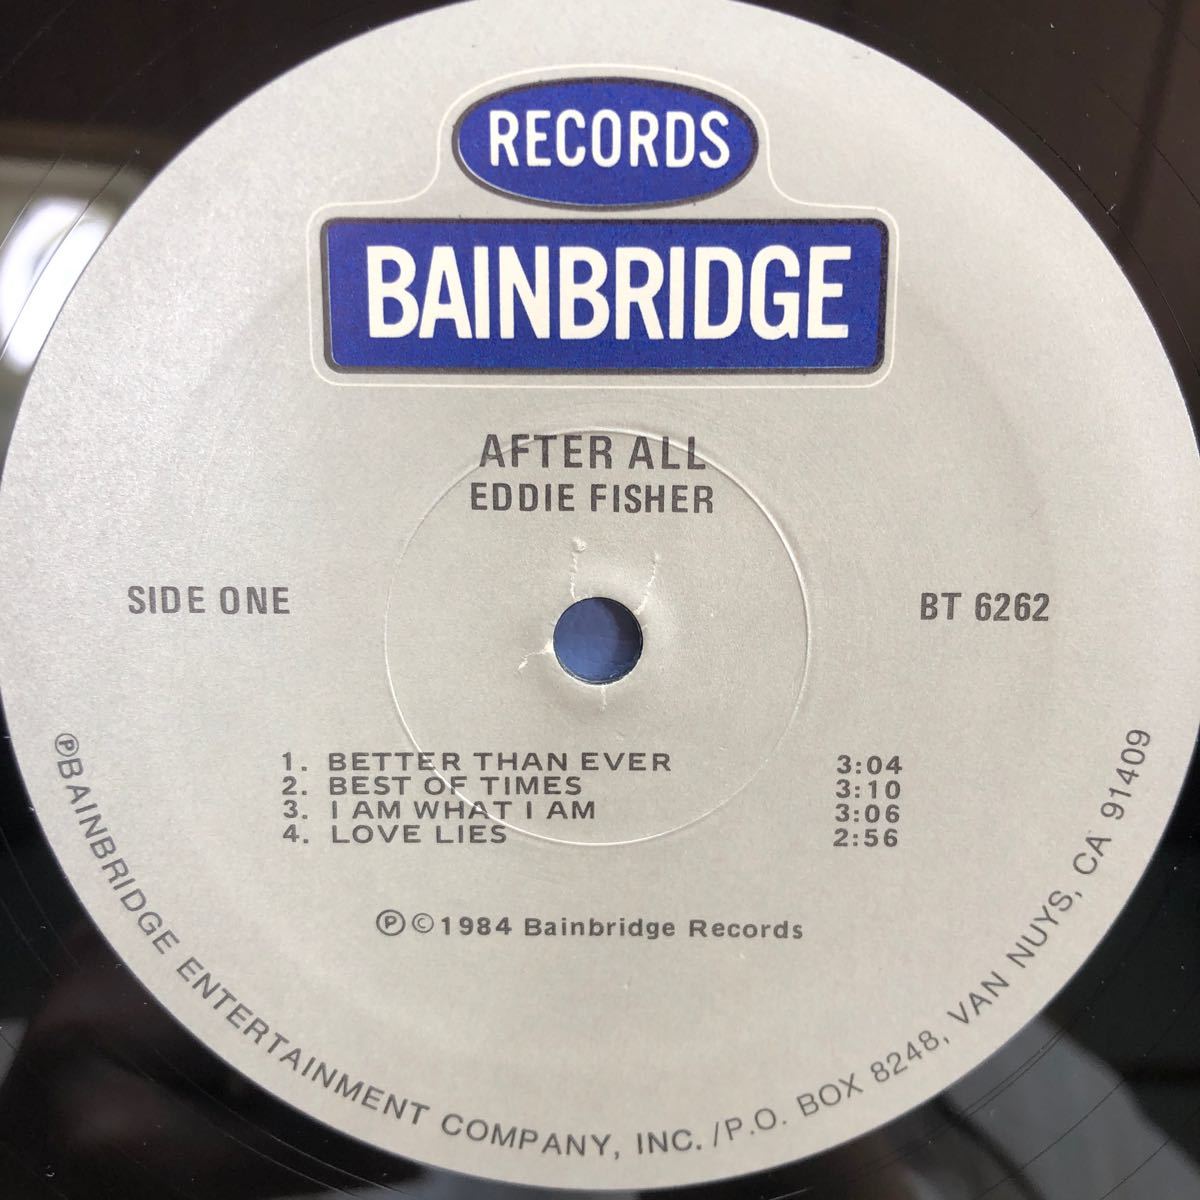 RECORDS
BAINBRIDGE
AFTER ALL
EDDIE FISHER
SIDE ONE
BT 6262
1. BETTER THAN EVER 3:04
2. BEST OF TIMES 3:10
3. I AM WHAT I AM 3:06
4. LOVE LIES 2:56
℗©1984 Bainbridge Records
℗BAINBRIDGE ENTERTAINMENT COMPANY, INC./P.O. BOX 8248, VAN NUYS, CA 91409